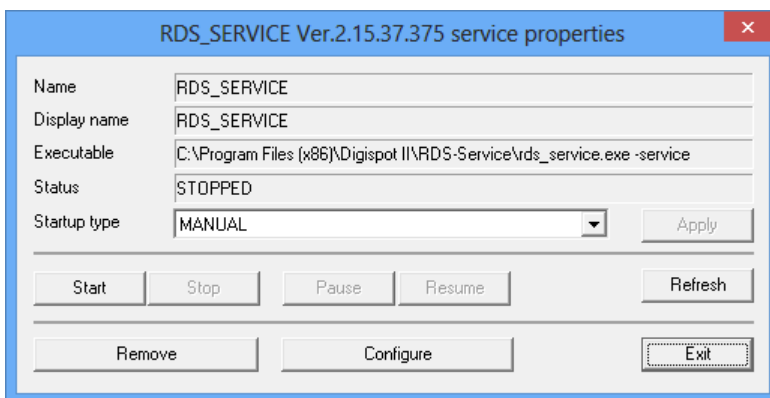 RDS_SERVICE Ver.2.15.37.375 service properties
Name RDS_SERVICE
Display name RDS_SERVICE
Executable C:\Program Files (x86)\Digispot II\RDS-Service\rds_service.exe -service
Status STOPPED
Startup type MANUAL Apply
Start Stop Pause Resume Refresh
Remove Configure Exit